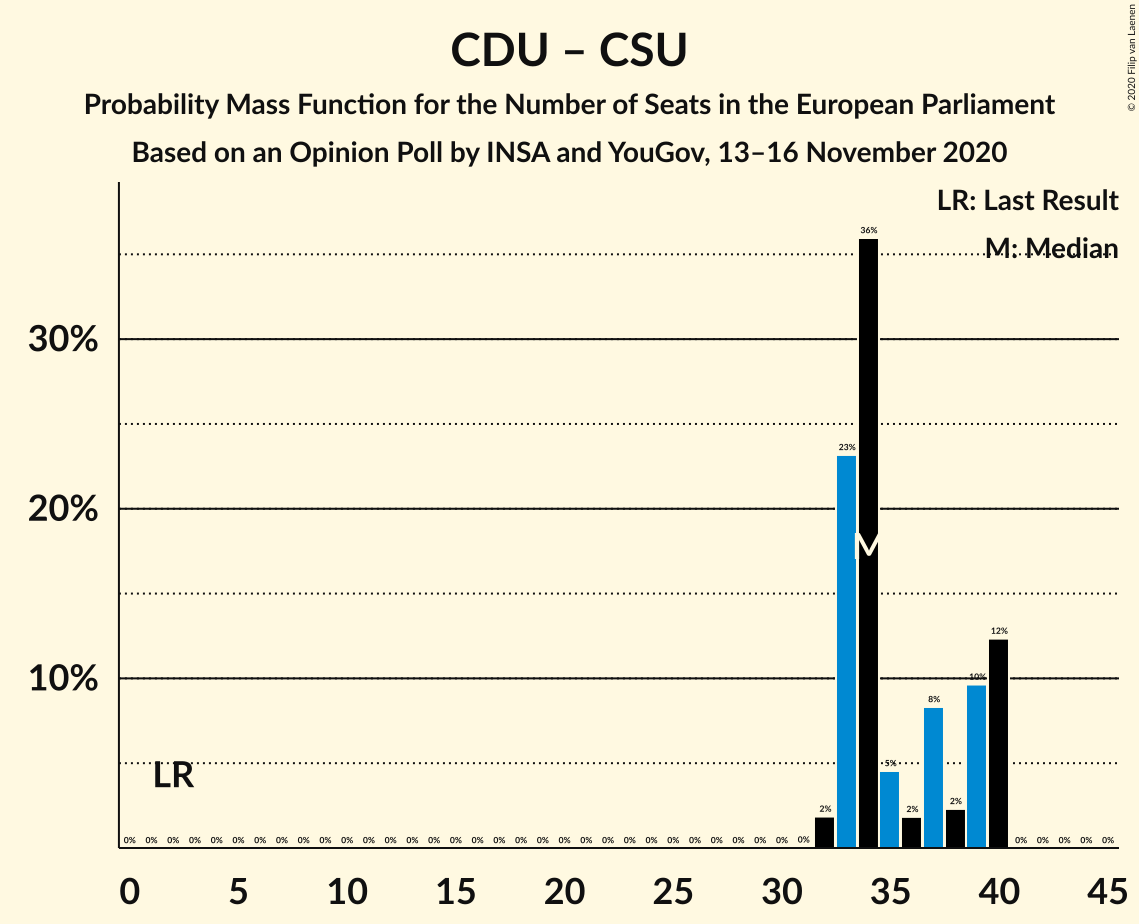 CDU – CSU
Probability Mass Function for the Number of Seats in the European Parliament
Based on an Opinion Poll by INSA and YouGov, 13–16 November 2020
© 2020 Filip van Laenen
LR: Last Result
M: Median
30%
20%
10%
LR
M
0% 0% 0% 0% 0% 0% 0% 0% 0% 0% 0% 0% 0% 0% 0% 0% 0% 0% 0% 0% 0% 0% 0% 0% 0% 0% 0% 0% 0% 0% 0% 0% 2% 23% 36% 5% 2% 8% 2% 10% 12% 0% 0% 0% 0% 0%
0 5 10 15 20 25 30 35 40 45